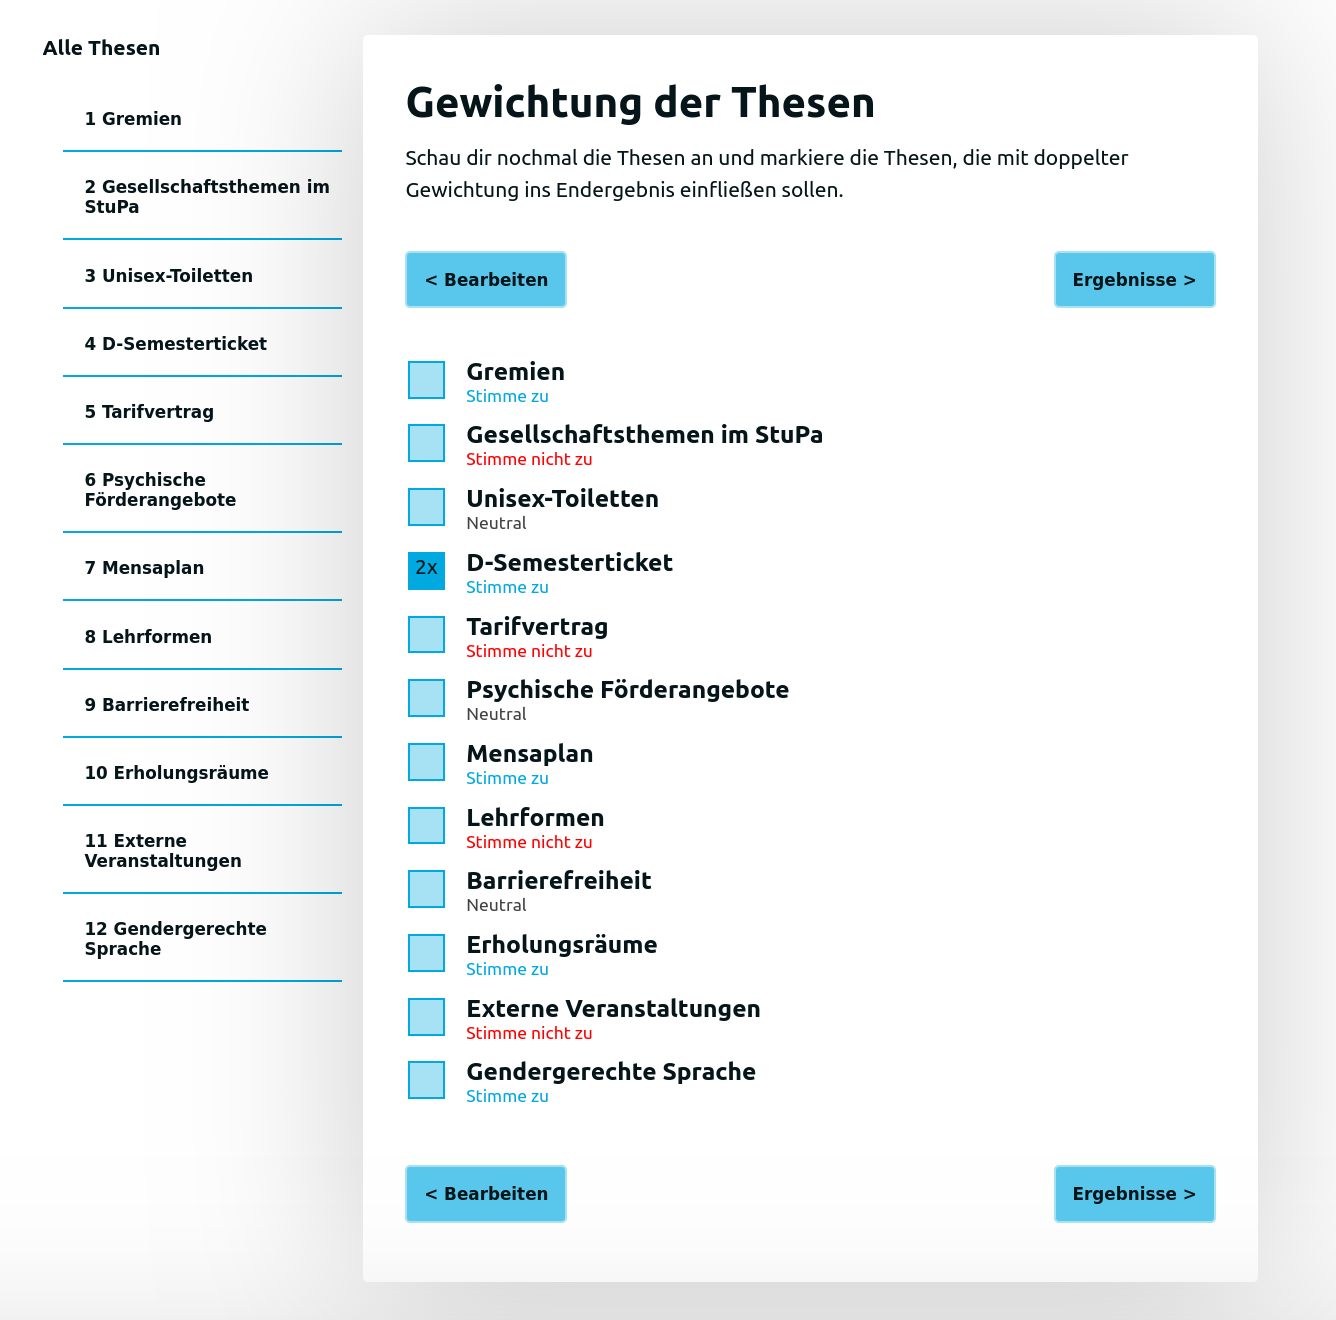 Alle Thesen
1 Gremien
2 Gesellschaftsthemen im
StuPa
3 Unisex-Toiletten
4 D-Semesterticket
5 Tarifvertrag
6 Psychische
Förderangebote
7 Mensaplan
8 Lehrformen
9 Barrierefreiheit
10 Erholungsräume
11 Externe
Veranstaltungen
12 Gendergerechte
Sprache
Gewichtung der Thesen
Schau dir nochmal die Thesen an und markiere die Thesen, die mit doppelter
Gewichtung ins Endergebnis einfließen sollen.
< Bearbeiten
Ergebnisse >
Gremien
Stimme zu
Gesellschaftsthemen im StuPa
Stimme nicht zu
Unisex-Toiletten
Neutral
2x
D-Semesterticket
Stimme zu
Tarifvertrag
Stimme nicht zu
Psychische Förderangebote
Neutral
Mensaplan
Stimme zu
Lehrformen
Stimme nicht zu
Barrierefreiheit
Neutral
Erholungsräume
Stimme zu
Externe Veranstaltungen
Stimme nicht zu
Gendergerechte Sprache
Stimme zu
< Bearbeiten
Ergebnisse >